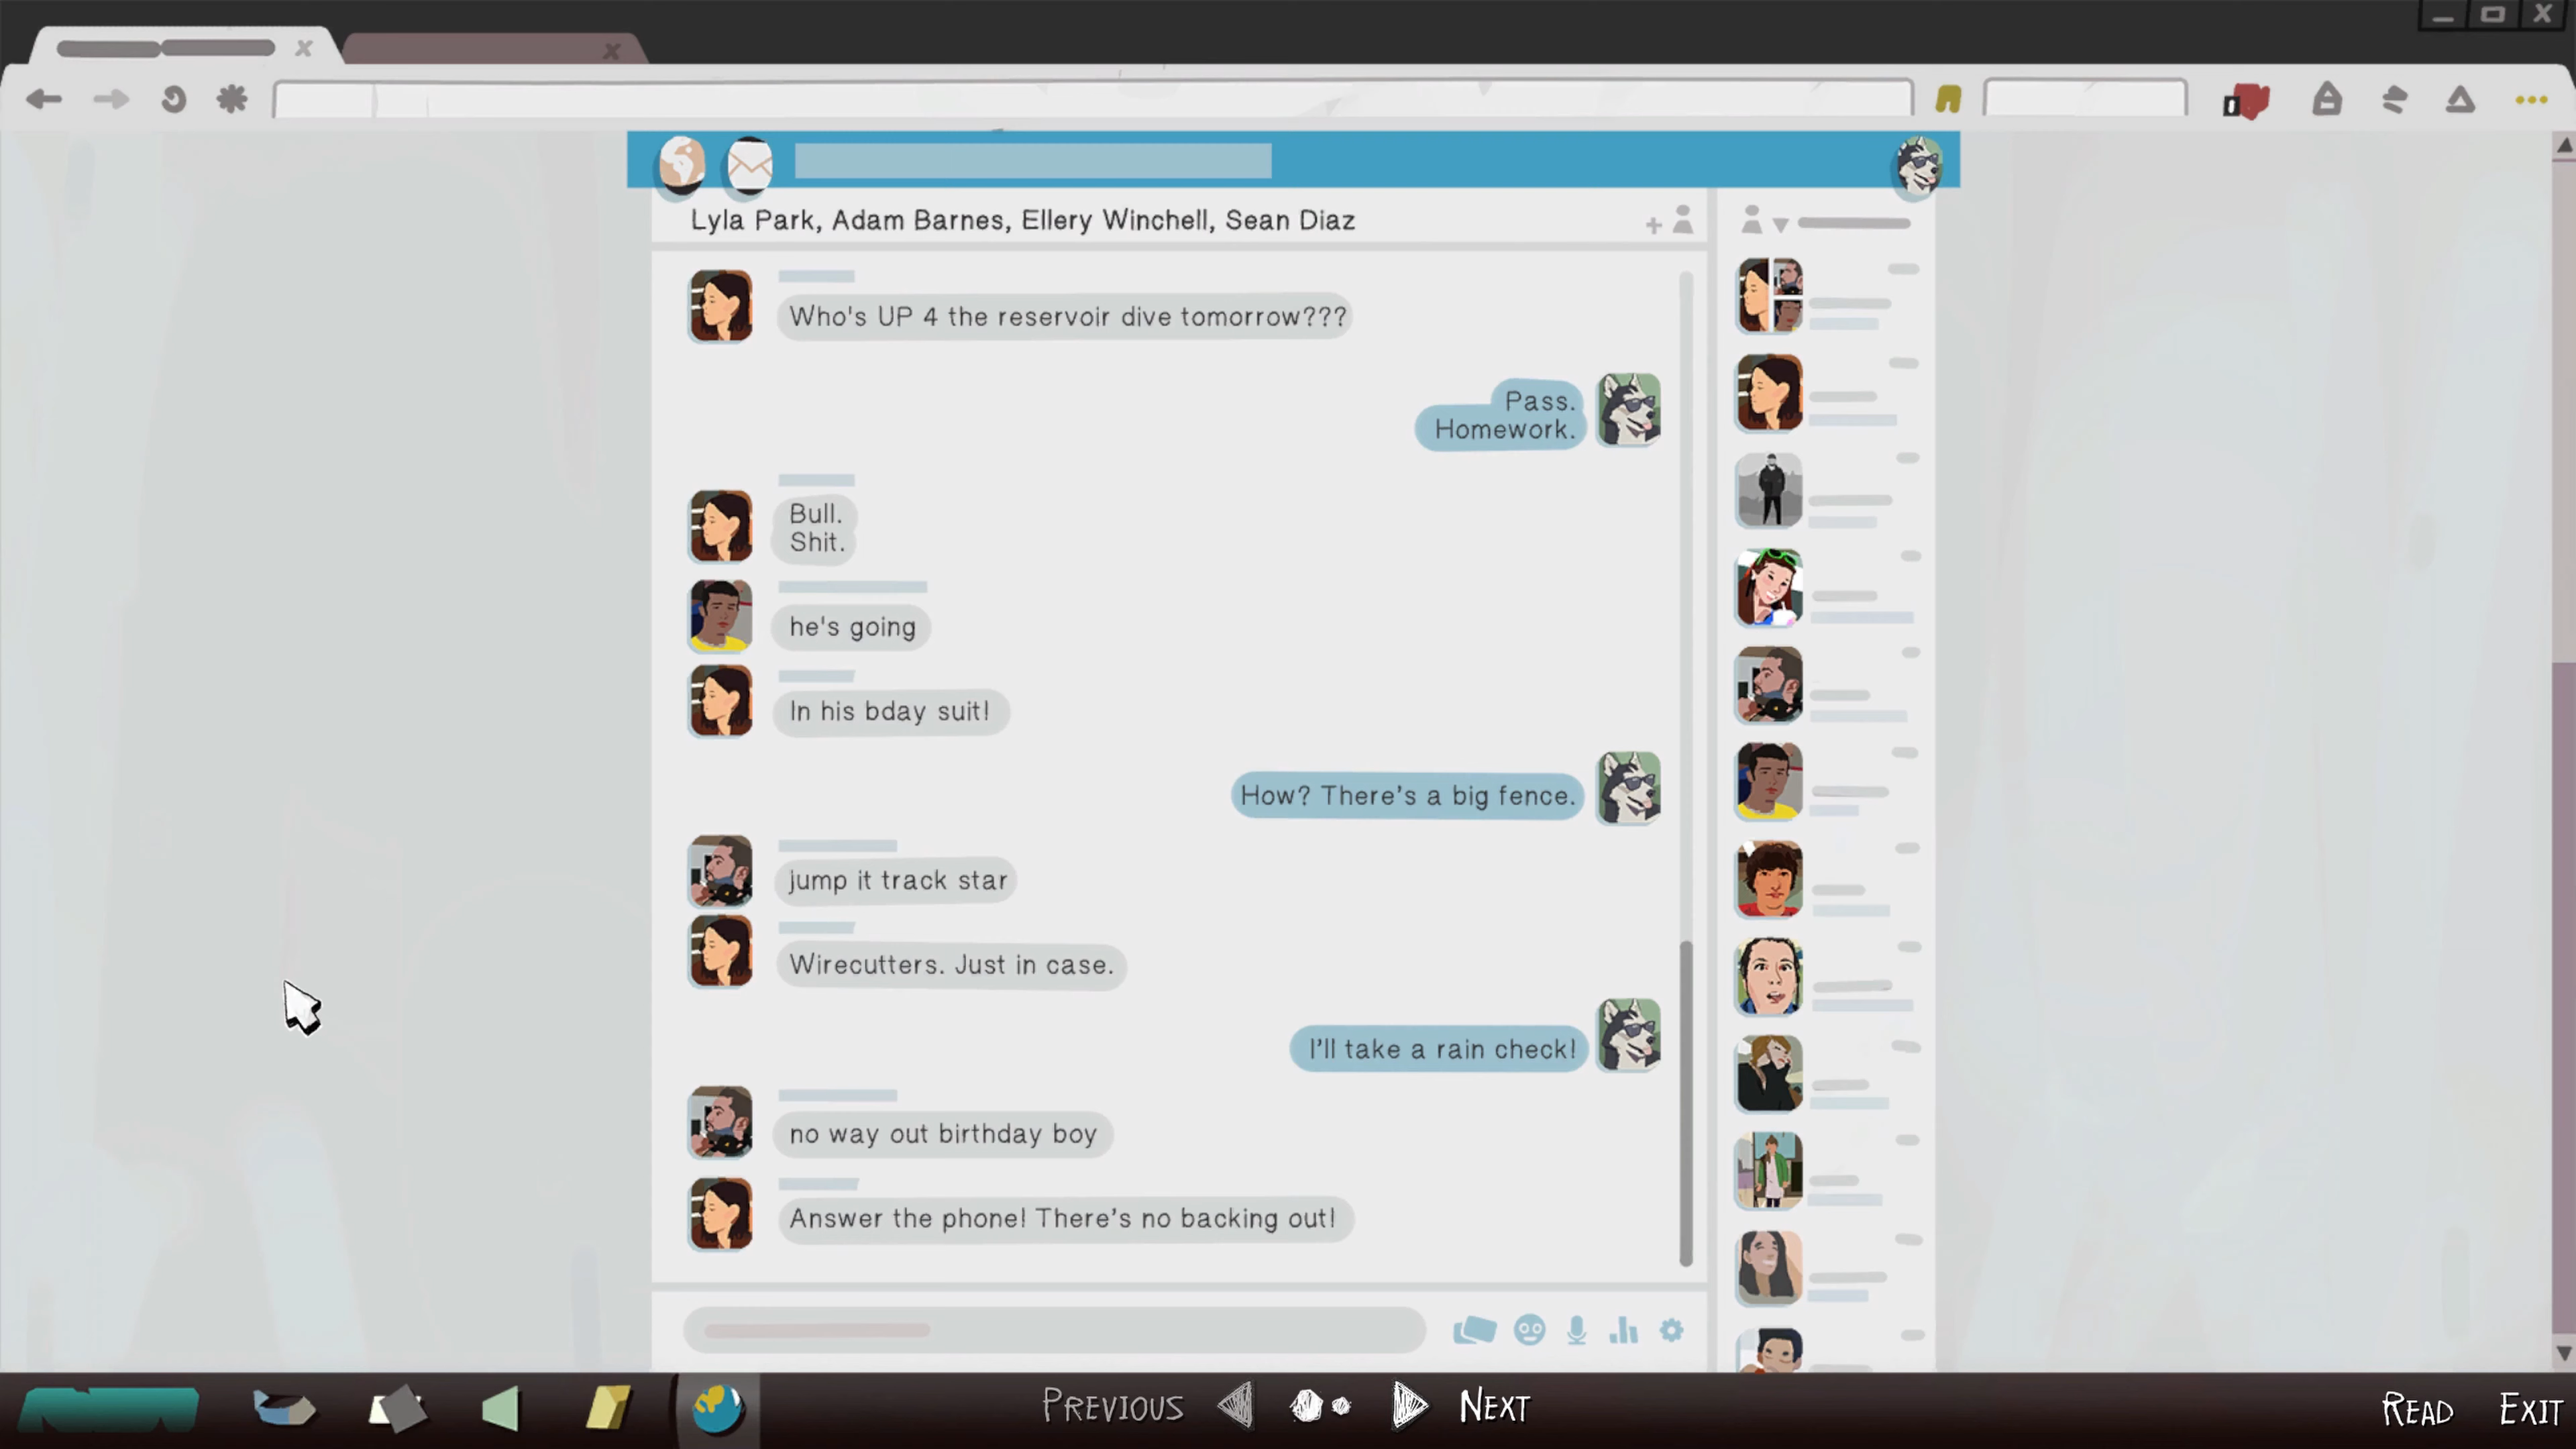 Lyla Park, Adam Barnes, Ellery Winchell, Sean Diaz
Who's UP 4 the reservoir dive tomorrow???
Pass.
Homework.
Bull.
Shit.
he's going
In his bday suit!
How? There's a big fence.
jump it track star
Wirecutters. Just in case.
I'll take a rain check!
no way out birthday boy
Answer the phone! There's no backing out!
PREVIOUS
NEXT
READ
EXIT